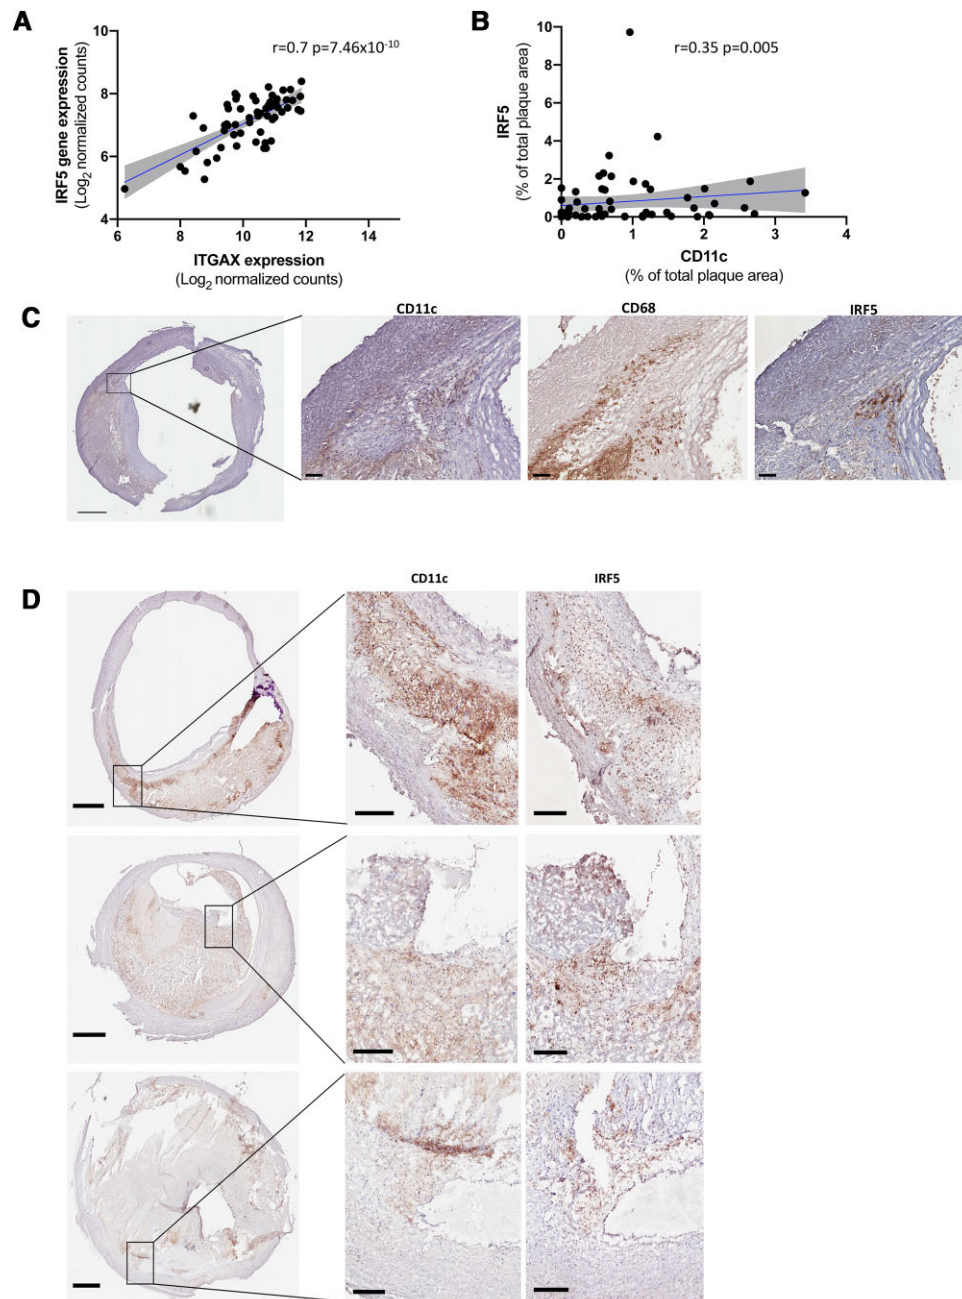 A
r=0.7 p=7.46x10⁻¹⁰
IRF5 gene expression
(Log₂ normalized counts)
10
8
6
4
6
8
10
12
14
ITGAX expression
(Log₂ normalized counts)
B
r=0.35 p=0.005
IRF5
(% of total plaque area)
10
8
6
4
2
0
0
1
2
3
4
CD11c
(% of total plaque area)
C
CD11c
CD68
IRF5
D
CD11c
IRF5